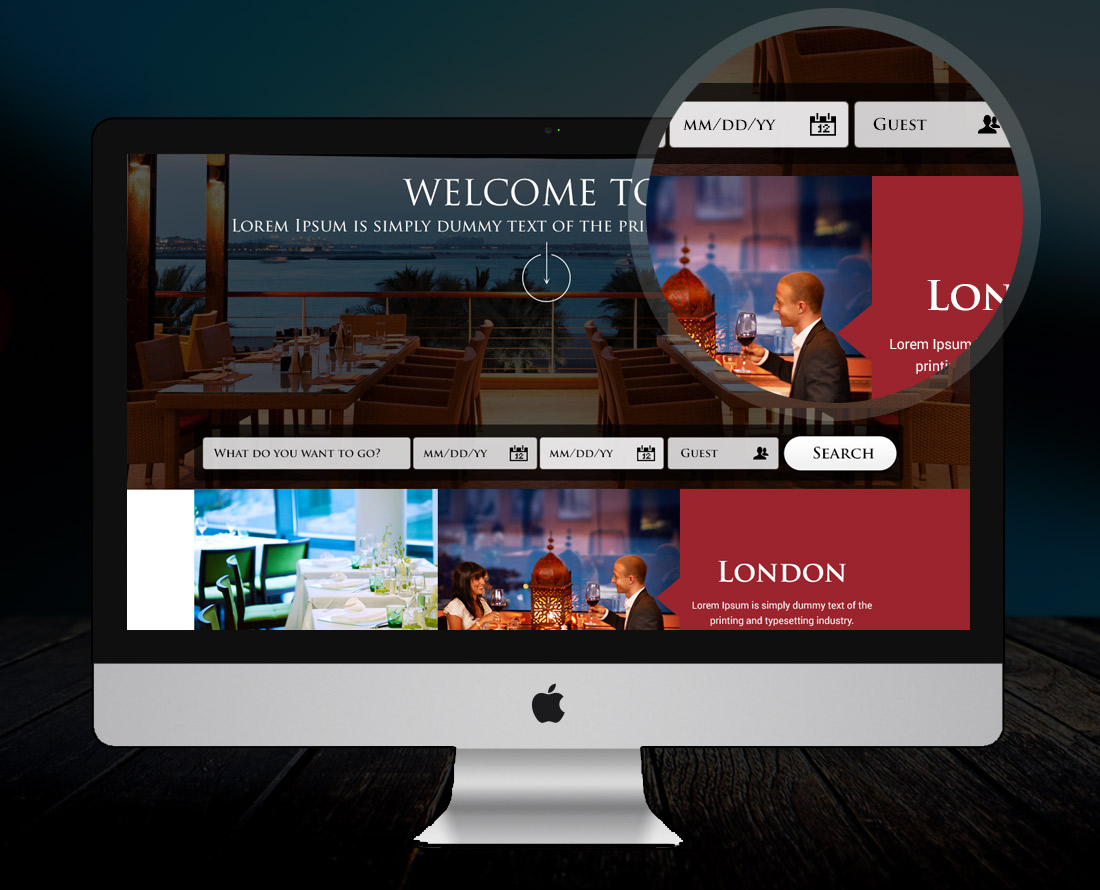 MM/DD/YY 12 GUEST
WELCOME TO
LOREM IPSUM IS SIMPLY DUMMY TEXT OF THE
LON
Lorem Ipsum
WHAT DO YOU WANT TO GO? MM/DD/YY 12 MM/DD/YY 12 GUEST SEARCH
LONDON
Lorem Ipsum is simply dummy text of the
printing and typesetting industry.